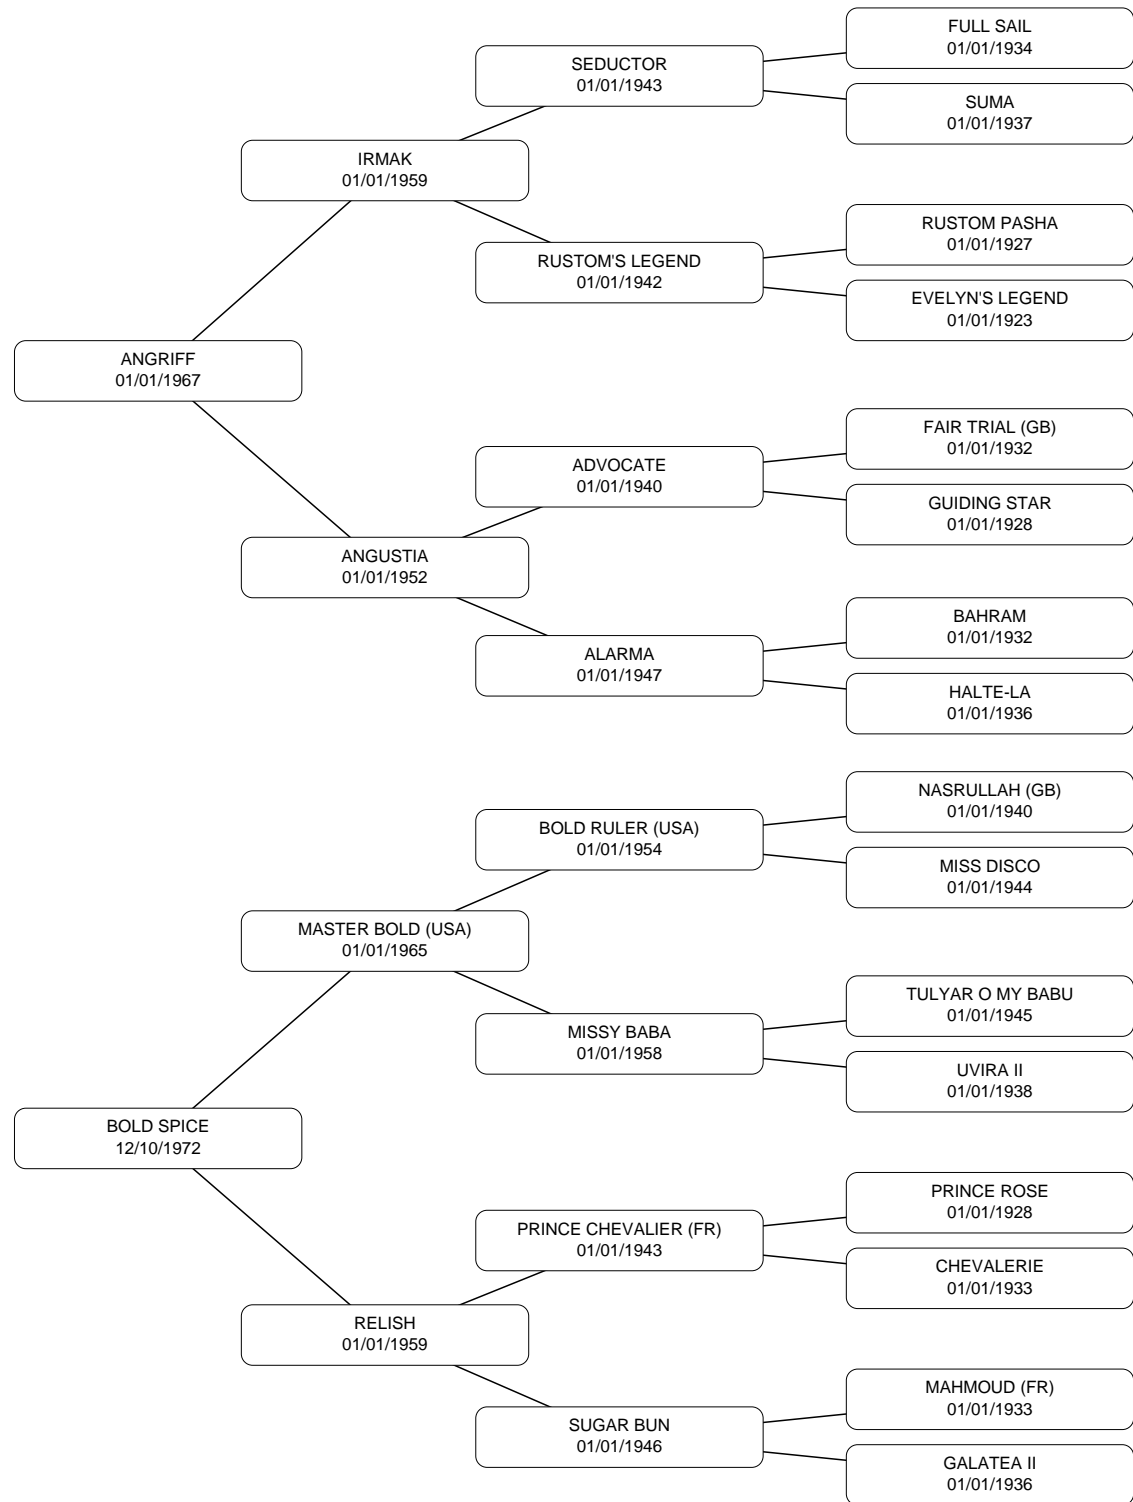 FULL SAIL
01/01/1934
SEDUCTOR
01/01/1943
SUMA
01/01/1937
IRMAK
01/01/1959
RUSTOM PASHA
01/01/1927
RUSTOM'S LEGEND
01/01/1942
EVELYN'S LEGEND
01/01/1923
ANGRIFF
01/01/1967
FAIR TRIAL (GB)
01/01/1932
ADVOCATE
01/01/1940
GUIDING STAR
01/01/1928
ANGUSTIA
01/01/1952
BAHRAM
01/01/1932
ALARMA
01/01/1947
HALTE-LA
01/01/1936
NASRULLAH (GB)
01/01/1940
BOLD RULER (USA)
01/01/1954
MISS DISCO
01/01/1944
MASTER BOLD (USA)
01/01/1965
TULYAR O MY BABU
01/01/1945
MISSY BABA
01/01/1958
UVIRA II
01/01/1938
BOLD SPICE
12/10/1972
PRINCE ROSE
01/01/1928
PRINCE CHEVALIER (FR)
01/01/1943
CHEVALERIE
01/01/1933
RELISH
01/01/1959
MAHMOUD (FR)
01/01/1933
SUGAR BUN
01/01/1946
GALATEA II
01/01/1936